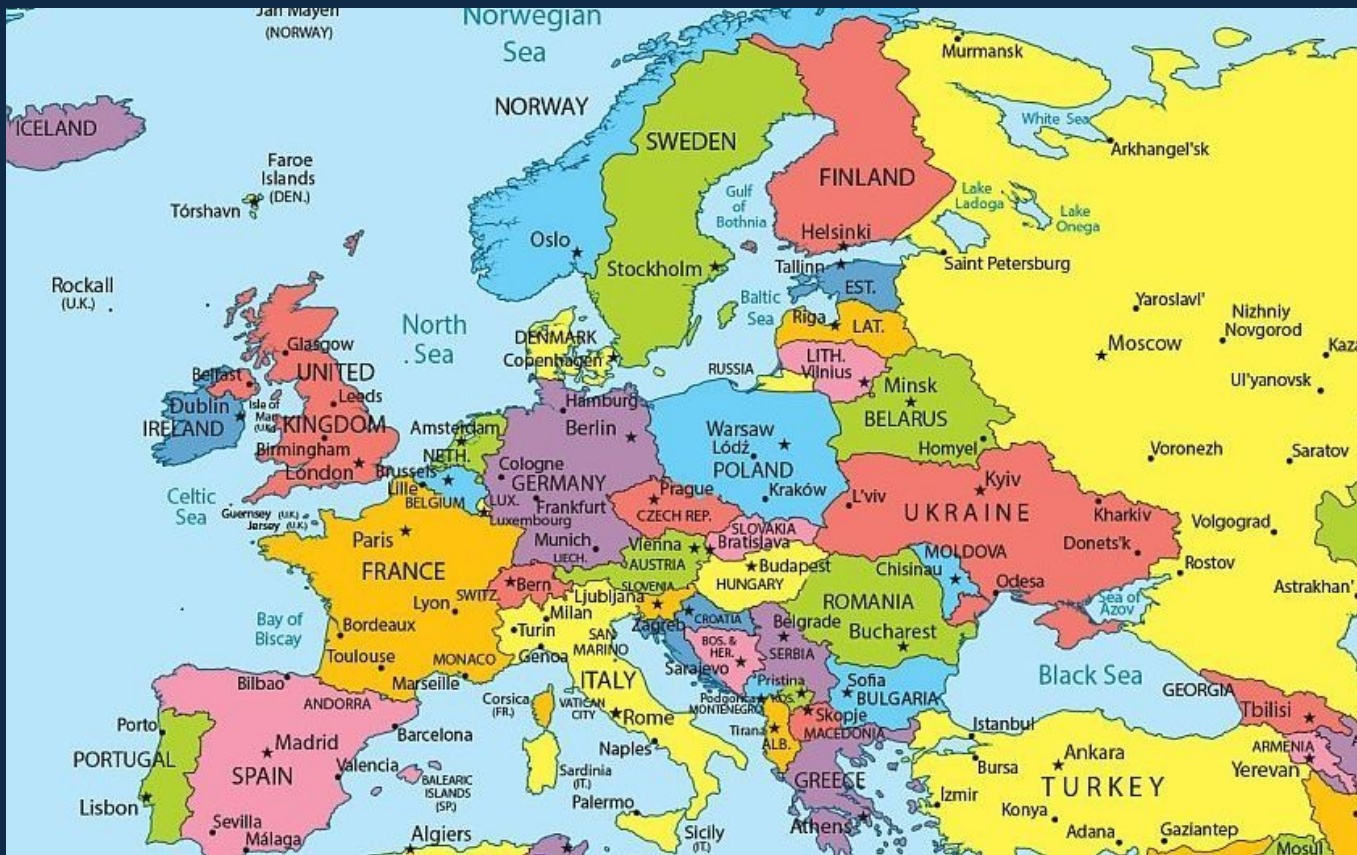 Jan Mayen
(NORWAY)
Norwegian
Sea
Murmansk
ICELAND
NORWAY
SWEDEN
White Sea
Arkhangel'sk
Faroe
Islands
(DEN.)
Tórshavn
FINLAND
Gulf
of
Bothnia
Lake
Ladoga
Lake
Onega
Oslo
Helsinki
Stockholm
Tallinn
Saint Petersburg
Rockall
(U.K.)
EST.
Baltic
Sea
Yaroslavl'
Nizhniy
Novgorod
North
Sea
Riga
LAT.
DENMARK
Copenhagen
Glasgow
Moscow
Kaza
LITH.
Vilnius
RUSSIA
Belfast
UNITED
KINGDOM
Minsk
BELARUS
Ul'yanovsk
Dublin
IRELAND
Isle of
Man
(U.K.)
Leeds
Hamburg
Amsterdam
NETH.
Berlin
Warsaw
Łódź
POLAND
Homyel
Voronezh
Saratov
Birmingham
London
Brussels
Lille
BELGIUM
Cologne
GERMANY
Frankfurt
LUX.
Luxembourg
Prague
CZECH REP.
Kraków
L'viv
Kyiv
UKRAINE
Kharkiv
Celtic
Sea
Guernsey (U.K.)
Jersey (U.K.)
Volgograd
Paris
FRANCE
Munich
LIECH.
Vienna
AUSTRIA
SLOVAKIA
Bratislava
Budapest
HUNGARY
MOLDOVA
Chisinau
Donets'k
Rostov
Odesa
Sea of
Azov
Astrakhan'
SWITZ.
Bern
SLOVENIA
Ljubljana
ROMANIA
Bay of
Biscay
Lyon
Milan
Turin
Zagreb
CROATIA
Belgrade
SERBIA
Bucharest
Bordeaux
SAN
MARINO
BOS. &
HER.
Sarajevo
Toulouse
MONACO
Genoa
Marseille
ITALY
Pristina
KOS.
Sofia
BULGARIA
Black Sea
GEORGIA
Tbilisi
Bilbao
ANDORRA
Corsica
(FR.)
VATICAN
CITY
Rome
Podgorica
MONTENEGRO
Skopje
MACEDONIA
Istanbul
Porto
PORTUGAL
Barcelona
Tirana
ALB.
Madrid
SPAIN
Valencia
Naples
Ankara
Bursa
TURKEY
ARMENIA
Yerevan
A
BALEARIC
ISLANDS
(SP.)
Sardinia
(IT.)
GREECE
Lisbon
Izmir
Konya
Palermo
Sevilla
Málaga
Algiers
Sicily
(IT.)
Athens
Adana
Gaziantep
Mosul